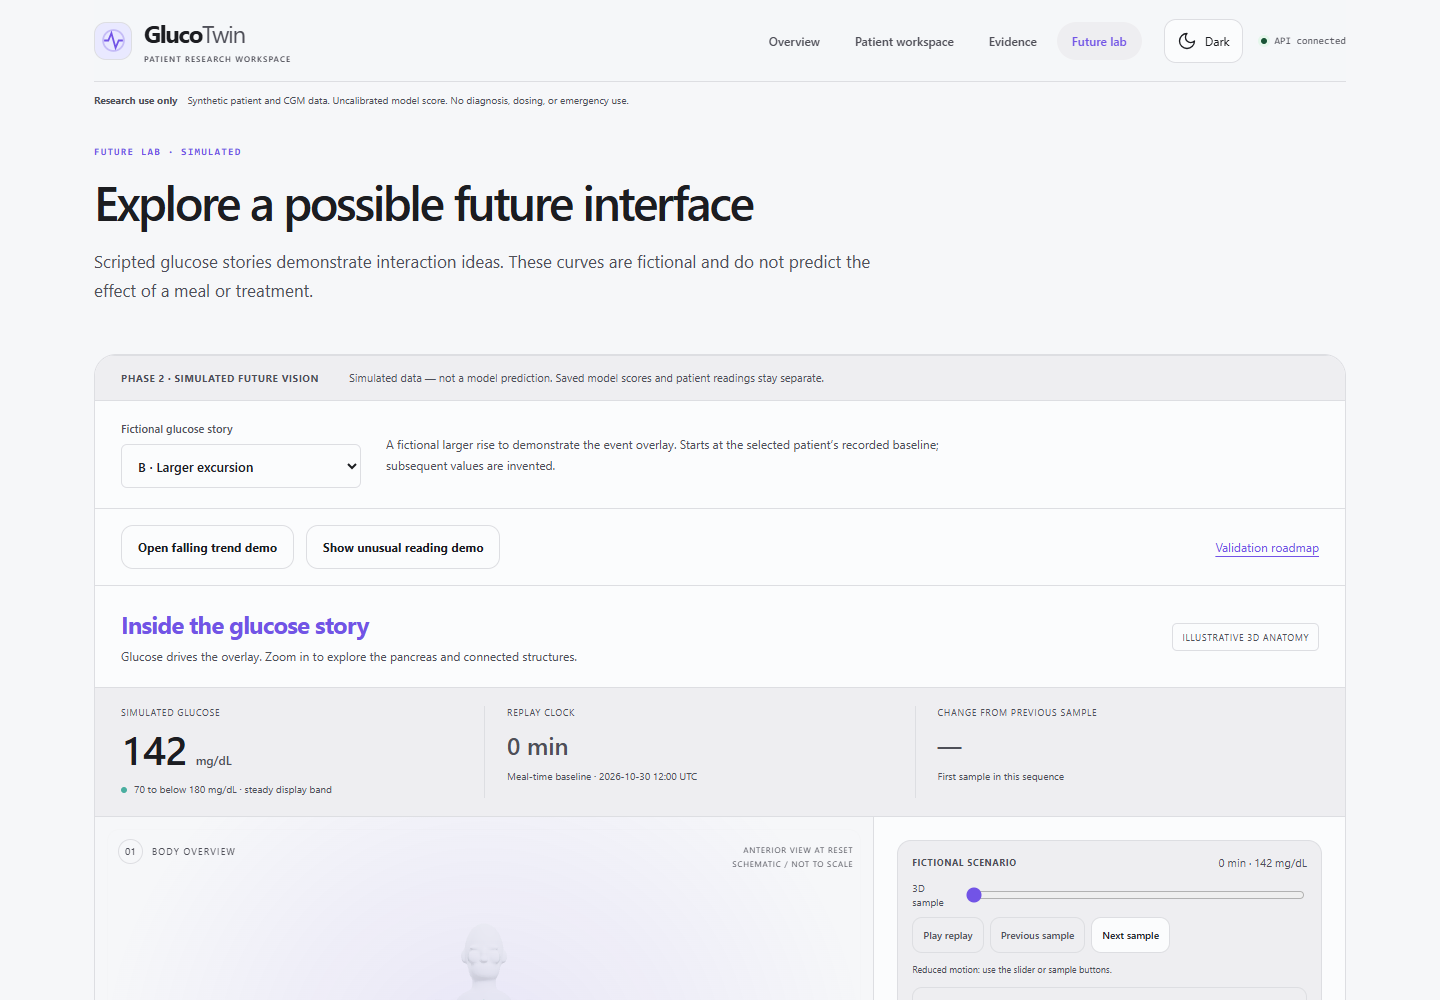 GlucoTwin
PATIENT RESEARCH WORKSPACE
Overview
Patient workspace
Evidence
Future lab
Dark
API connected
Research use only Synthetic patient and CGM data. Uncalibrated model score. No diagnosis, dosing, or emergency use.
FUTURE LAB · SIMULATED
Explore a possible future interface
Scripted glucose stories demonstrate interaction ideas. These curves are fictional and do not predict the
effect of a meal or treatment.
PHASE 2 · SIMULATED FUTURE VISION
Simulated data — not a model prediction. Saved model scores and patient readings stay separate.
Fictional glucose story
B · Larger excursion
A fictional larger rise to demonstrate the event overlay. Starts at the selected patient's recorded baseline;
subsequent values are invented.
Open falling trend demo
Show unusual reading demo
Validation roadmap
Inside the glucose story
Glucose drives the overlay. Zoom in to explore the pancreas and connected structures.
ILLUSTRATIVE 3D ANATOMY
SIMULATED GLUCOSE
142 mg/dL
70 to below 180 mg/dL · steady display band
REPLAY CLOCK
0 min
Meal-time baseline · 2026-10-30 12:00 UTC
CHANGE FROM PREVIOUS SAMPLE
—
First sample in this sequence
01 BODY OVERVIEW
ANTERIOR VIEW AT RESET
SCHEMATIC / NOT TO SCALE
FICTIONAL SCENARIO
0 min · 142 mg/dL
3D
sample
Play replay
Previous sample
Next sample
Reduced motion: use the slider or sample buttons.